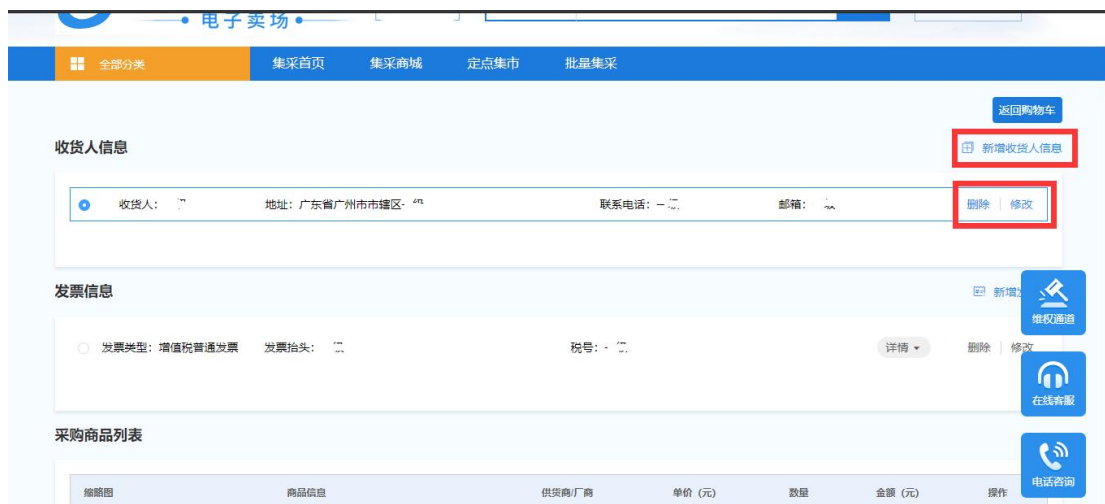 电子卖场
全部分类 集采首页 集采商城 定点集市 批量集采
返回购物车
收货人信息 新增收货人信息
收货人： 地址：广东省广州市市辖区- 联系电话： 邮箱： 删除 修改
发票信息 新增
维权通道
发票类型：增值税普通发票 发票抬头： 税号： 详情 删除 修改
在线客服
采购商品列表
电话咨询
缩略图 商品信息 供货商/厂商 单价（元） 数量 金额（元） 操作